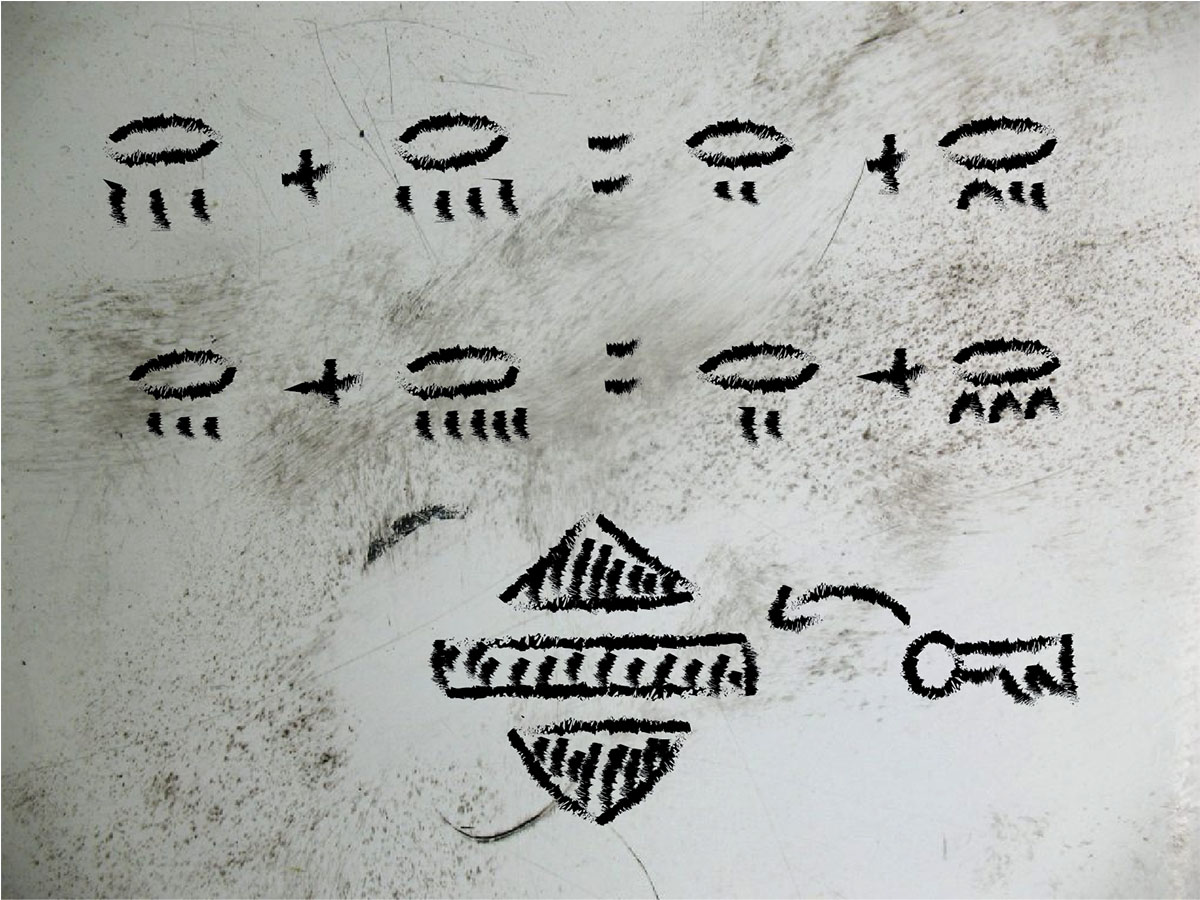 𓂋𓏼 + 𓂋𓏽 = 𓂋𓏻 + 𓂋𓎆𓏻
𓂋𓏼 + 𓂋𓏾 = 𓂋𓏻 + 𓂋𓎈